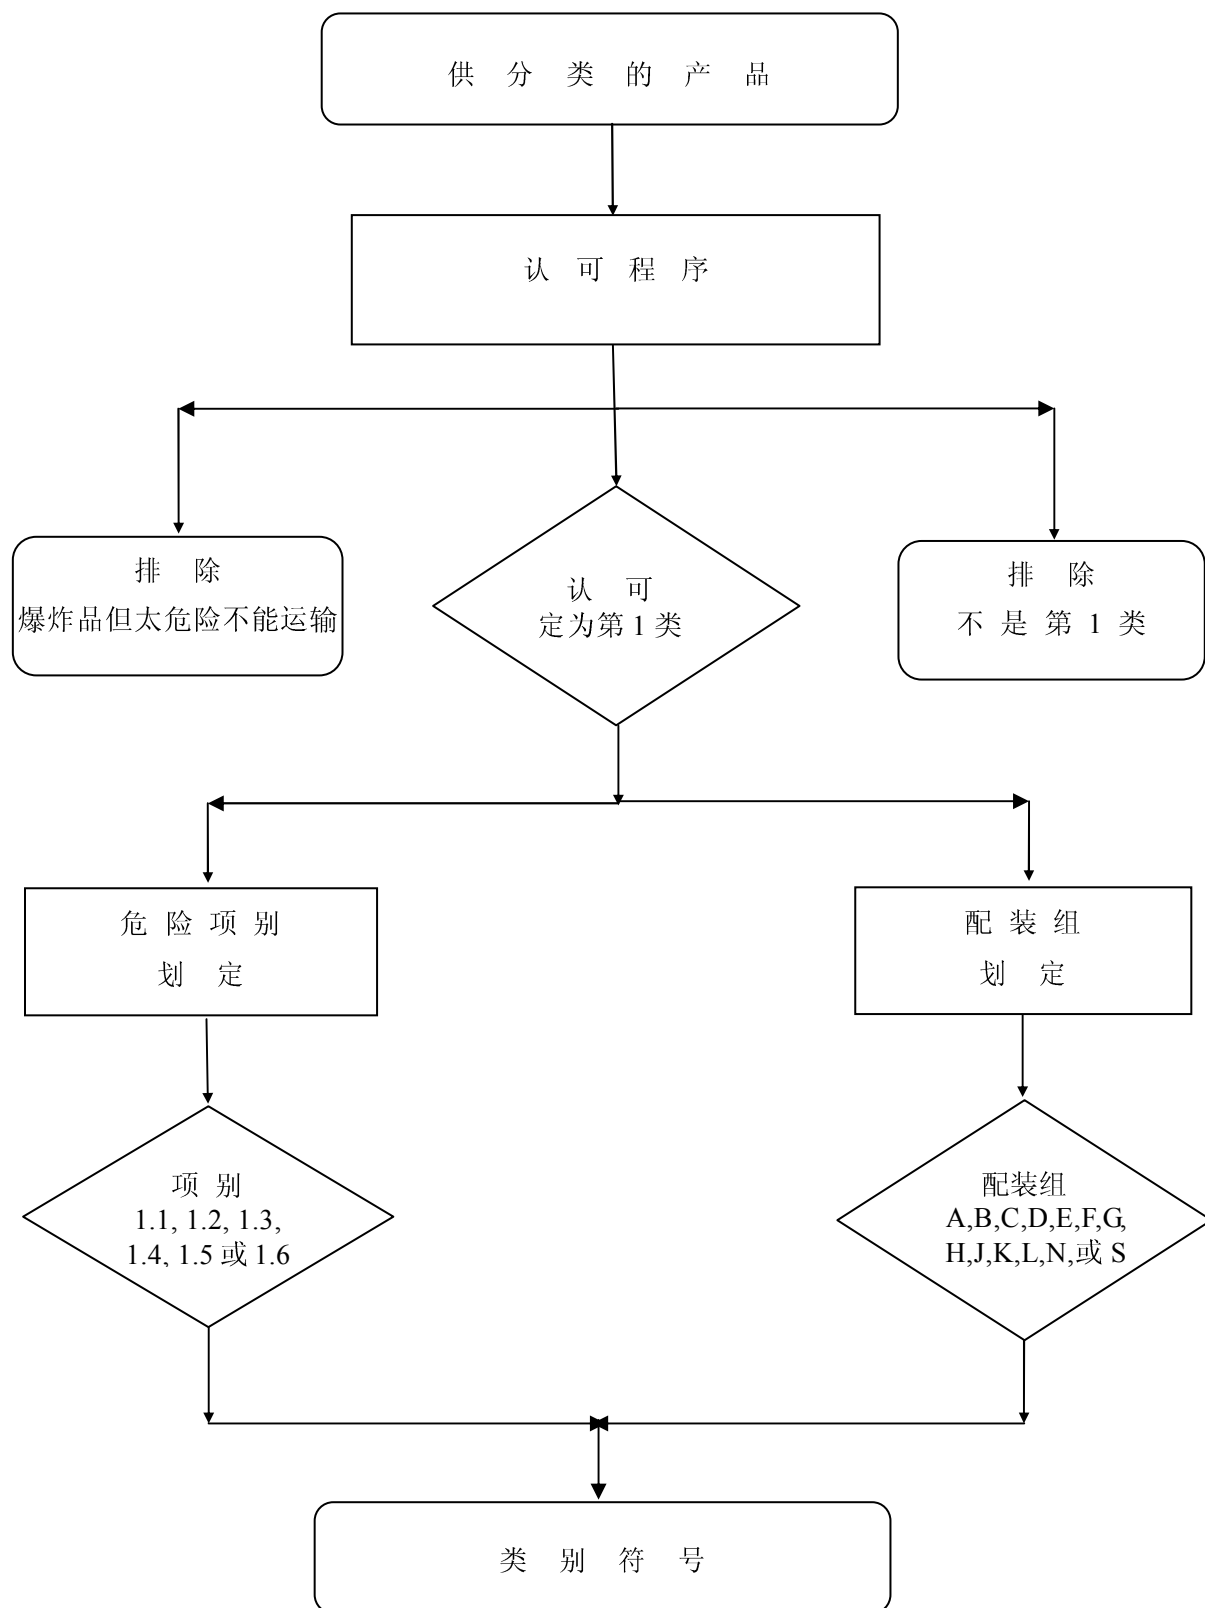 供分类的产品
认可程序
排除
爆炸品但太危险不能运输
认可
定为第1类
排除
不是第1类
危险项别
划定
配装组
划定
项别
1.1, 1.2, 1.3,
1.4, 1.5 或 1.6
配装组
A,B,C,D,E,F,G,
H,J,K,L,N,或 S
类别符号